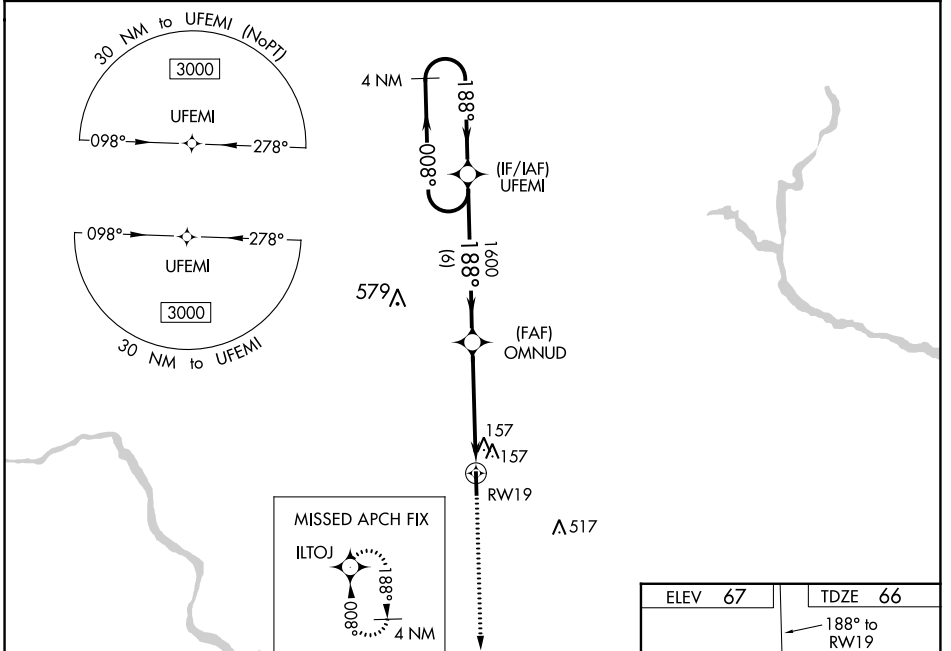 30 NM to UFEMI (NoPT)
3000
UFEMI
098°
278°
098°
278°
UFEMI
3000
30 NM to UFEMI
4 NM
188°
008°
(IF/IAF)
UFEMI
1600
188°
(6)
579
(FAF)
OMNUD
157
157
RW19
517
MISSED APCH FIX
ILTOJ
188°
008°
4 NM
ELEV 67
TDZE 66
188° to
RW19